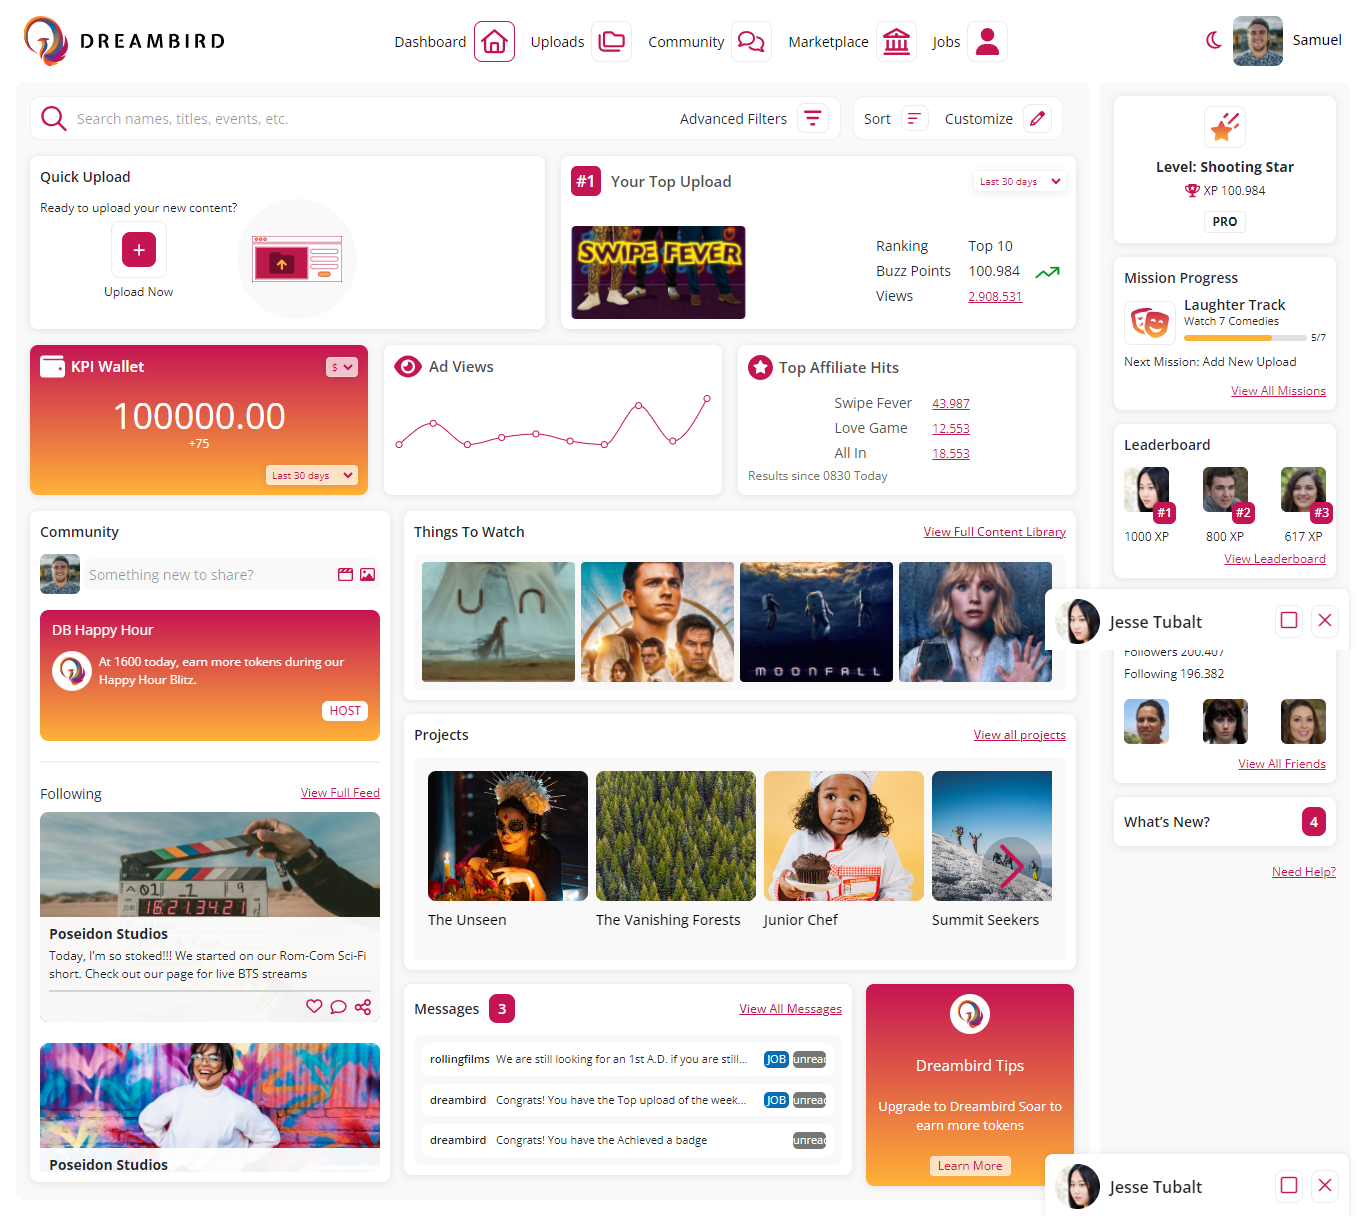 DREAMBIRD
Dashboard
Uploads
Community
Marketplace
Jobs
Samuel
Search names, titles, events, etc.
Advanced Filters
Sort
Customize
Quick Upload
Ready to upload your new content?
+
Upload Now
#1 Your Top Upload
Last 30 days
SWIPE FEVER
Ranking Top 10
Buzz Points 100.984
Views 2.908.531
KPI Wallet
$
100000.00
+75
Last 30 days
Ad Views
Top Affiliate Hits
Swipe Fever 43.987
Love Game 12.553
All In 18.553
Results since 0830 Today
Level: Shooting Star
XP 100.984
PRO
Mission Progress
Laughter Track
Watch 7 Comedies
5/7
Next Mission: Add New Upload
View All Missions
Leaderboard
#1 #2 #3
1000 XP 800 XP 617 XP
View Leaderboard
Jesse Tubalt
Followers 200.407
Following 196.382
View All Friends
What's New? 4
Need Help?
Community
Something new to share?
DB Happy Hour
At 1600 today, earn more tokens during our
Happy Hour Blitz.
HOST
Following
View Full Feed
A01 1 9
16:21:34:21
Poseidon Studios
Today, I'm so stoked!!! We started on our Rom-Com Sci-Fi
short. Check out our page for live BTS streams
Poseidon Studios
Things To Watch
View Full Content Library
MOONFALL
Projects
View all projects
The Unseen
The Vanishing Forests
Junior Chef
Summit Seekers
Messages 3
View All Messages
rollingfilms We are still looking for an 1st A.D. if you are still... JOB unread
dreambird Congrats! You have the Top upload of the week... JOB unread
dreambird Congrats! You have the Achieved a badge unread
Dreambird Tips
Upgrade to Dreambird Soar to
earn more tokens
Learn More
Jesse Tubalt